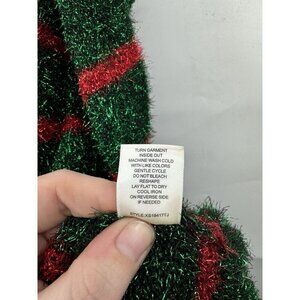 TURN GARMENT
INSIDE OUT
MACHINE WASH COLD
WITH LIKE COLORS
GENTLE CYCLE
DO NOT BLEACH
RESHAPE
LAY FLAT TO DRY
COOL IRON
ON REVERSE SIDE
IF NEEDED